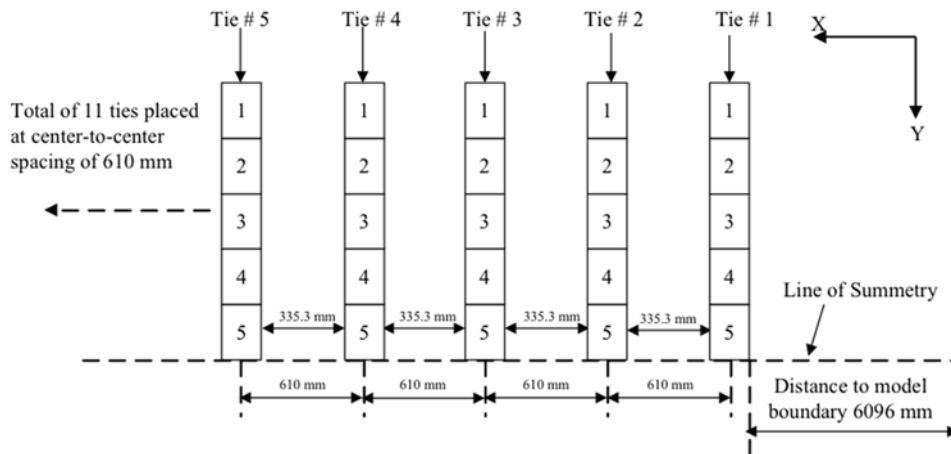 Tie # 5 Tie # 4 Tie # 3 Tie # 2 Tie # 1
X
Y
Total of 11 ties placed
at center-to-center
spacing of 610 mm
1 1 1 1 1
2 2 2 2 2
3 3 3 3 3
4 4 4 4 4
5 5 5 5 5
335.3 mm 335.3 mm 335.3 mm 335.3 mm
Line of Summetry
610 mm 610 mm 610 mm 610 mm
Distance to model
boundary 6096 mm